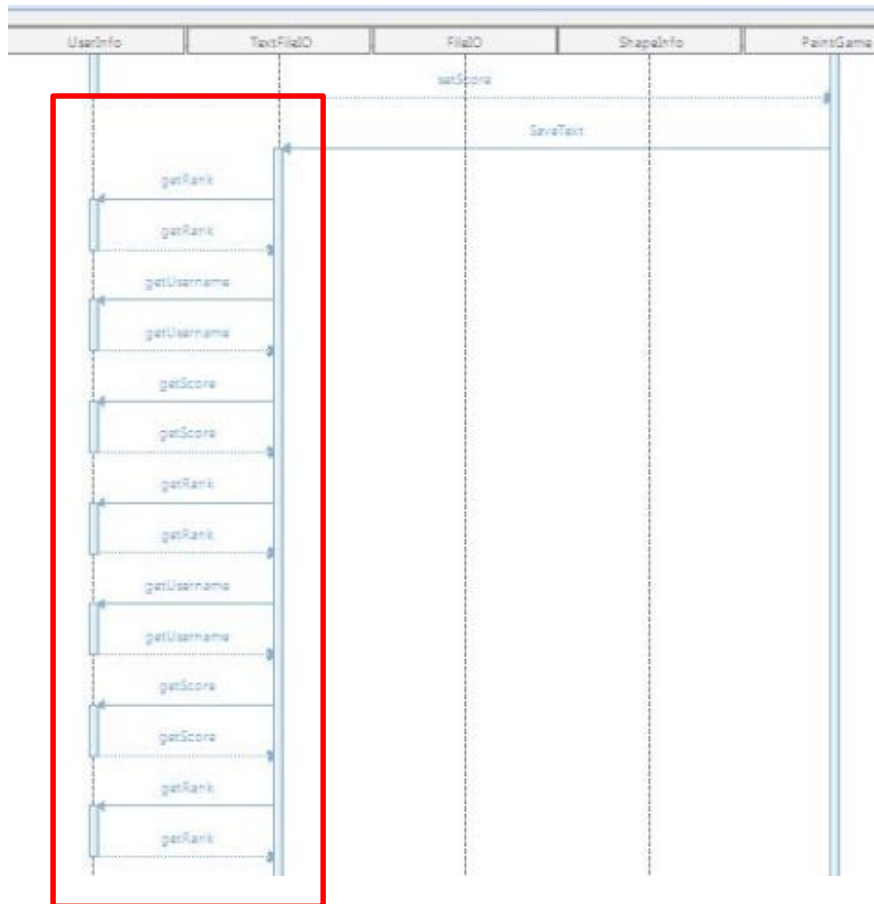 UserInfo TextFileIO FileIO ShapeInfo PaintGame
setScore
SaveText
getRank
getRank
getUsername
getUsername
getScore
getScore
getRank
getRank
getUsername
getUsername
getScore
getScore
getRank
getRank